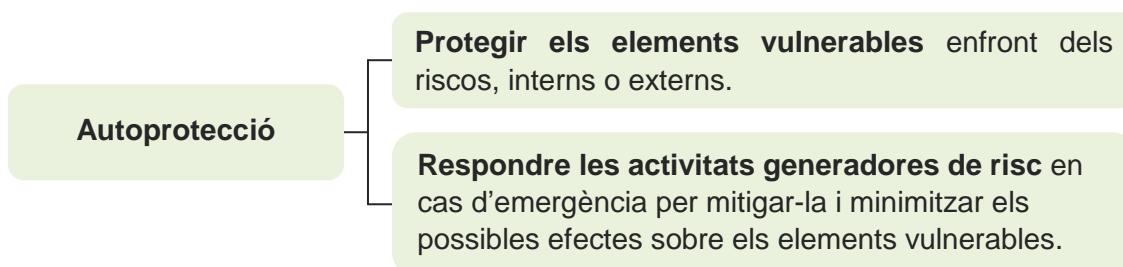 Autoprotecció
Protegir els elements vulnerables enfront dels
riscos, interns o externs.
Respondre les activitats generadores de risc en
cas d’emergència per mitigar-la i minimitzar els
possibles efectes sobre els elements vulnerables.